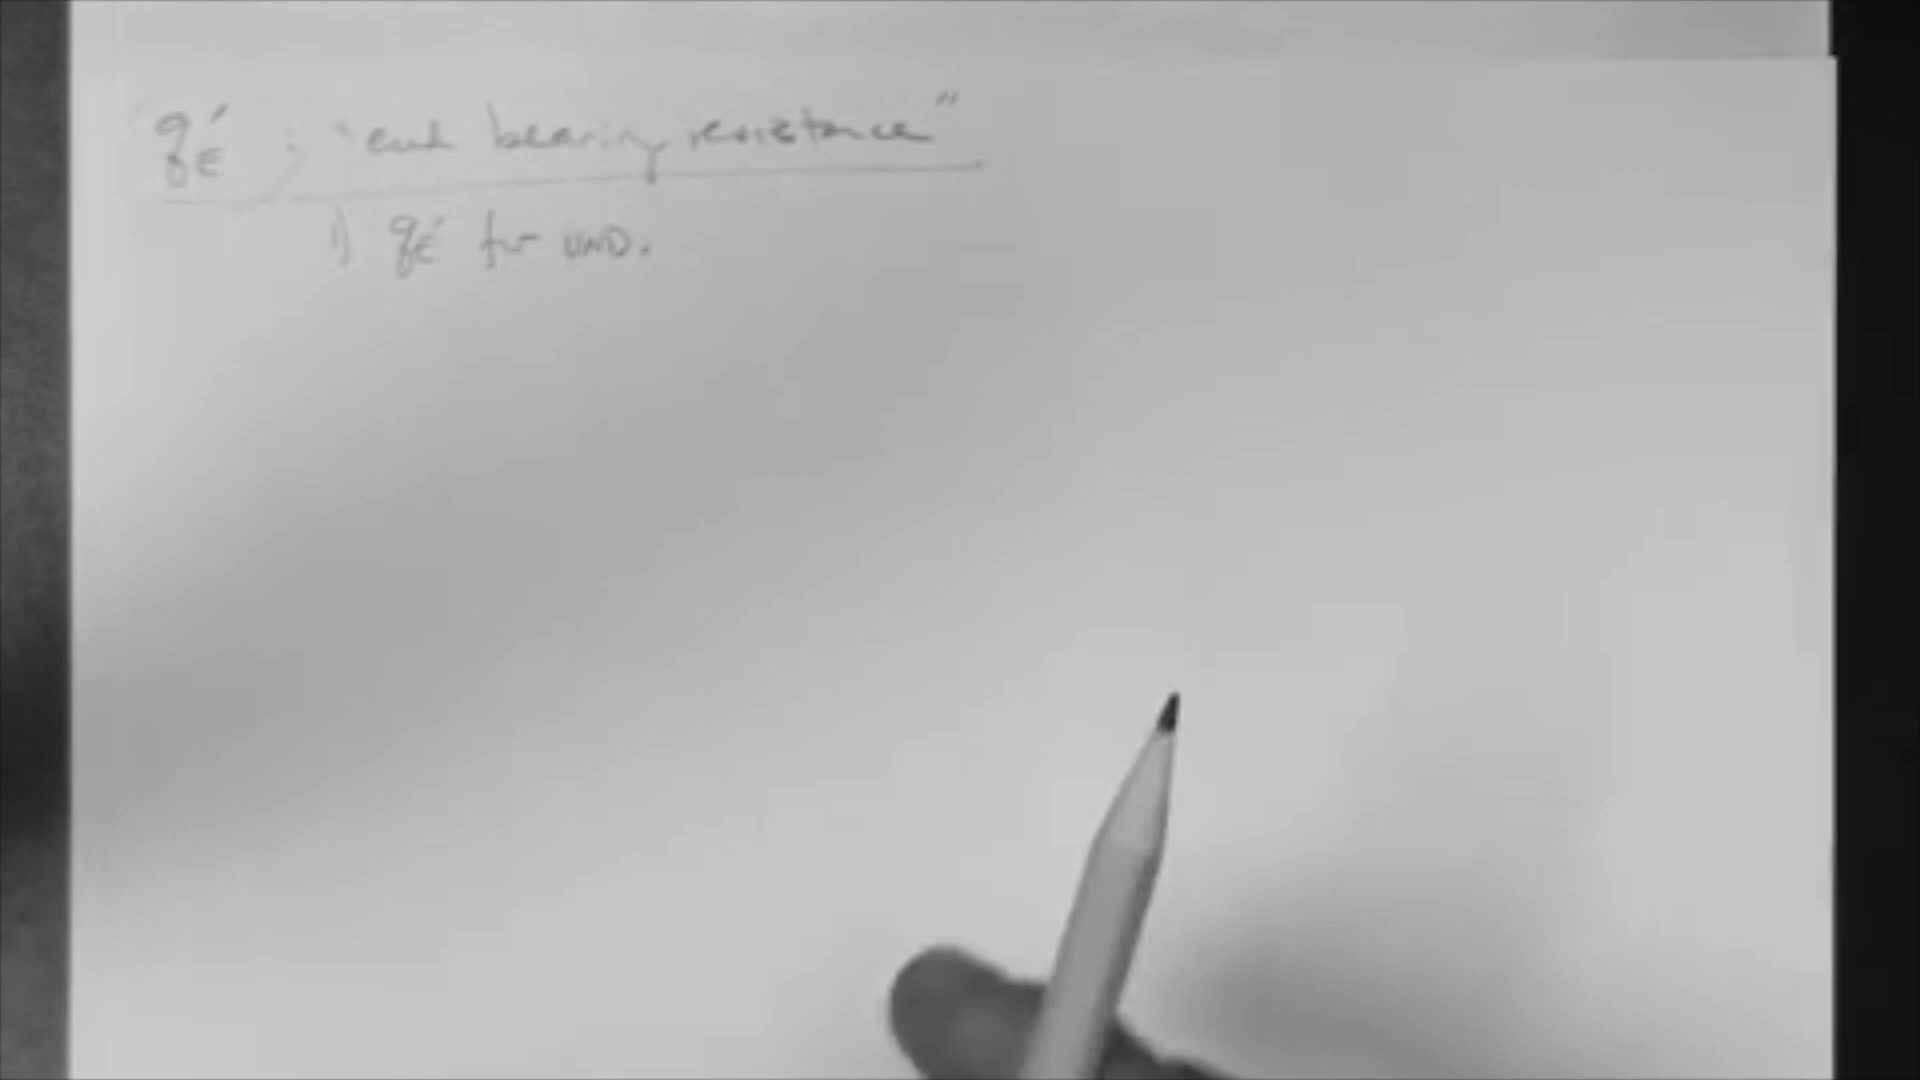 q'E : "end bearing resistance"
1) q'E for UND.